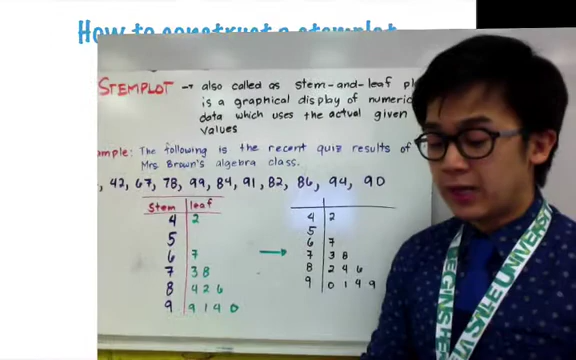 How to construct a stemplot
STEMPLOT → also called as stem-and-leaf
is a graphical display of numeric
data which uses the actual given
values
ample: The following is the recent quiz results of
Mrs. Brown's algebra class.
42, 67, 78, 99, 84, 91, 82, 86, 94, 90
Stem leaf
4 2
5
6 7
7 3 8
8 4 2 6
9 9 1 4 0
→
4 2
5
6 7
7 3 8
8 2 4 6
9 0 1 4 9
BEGINS